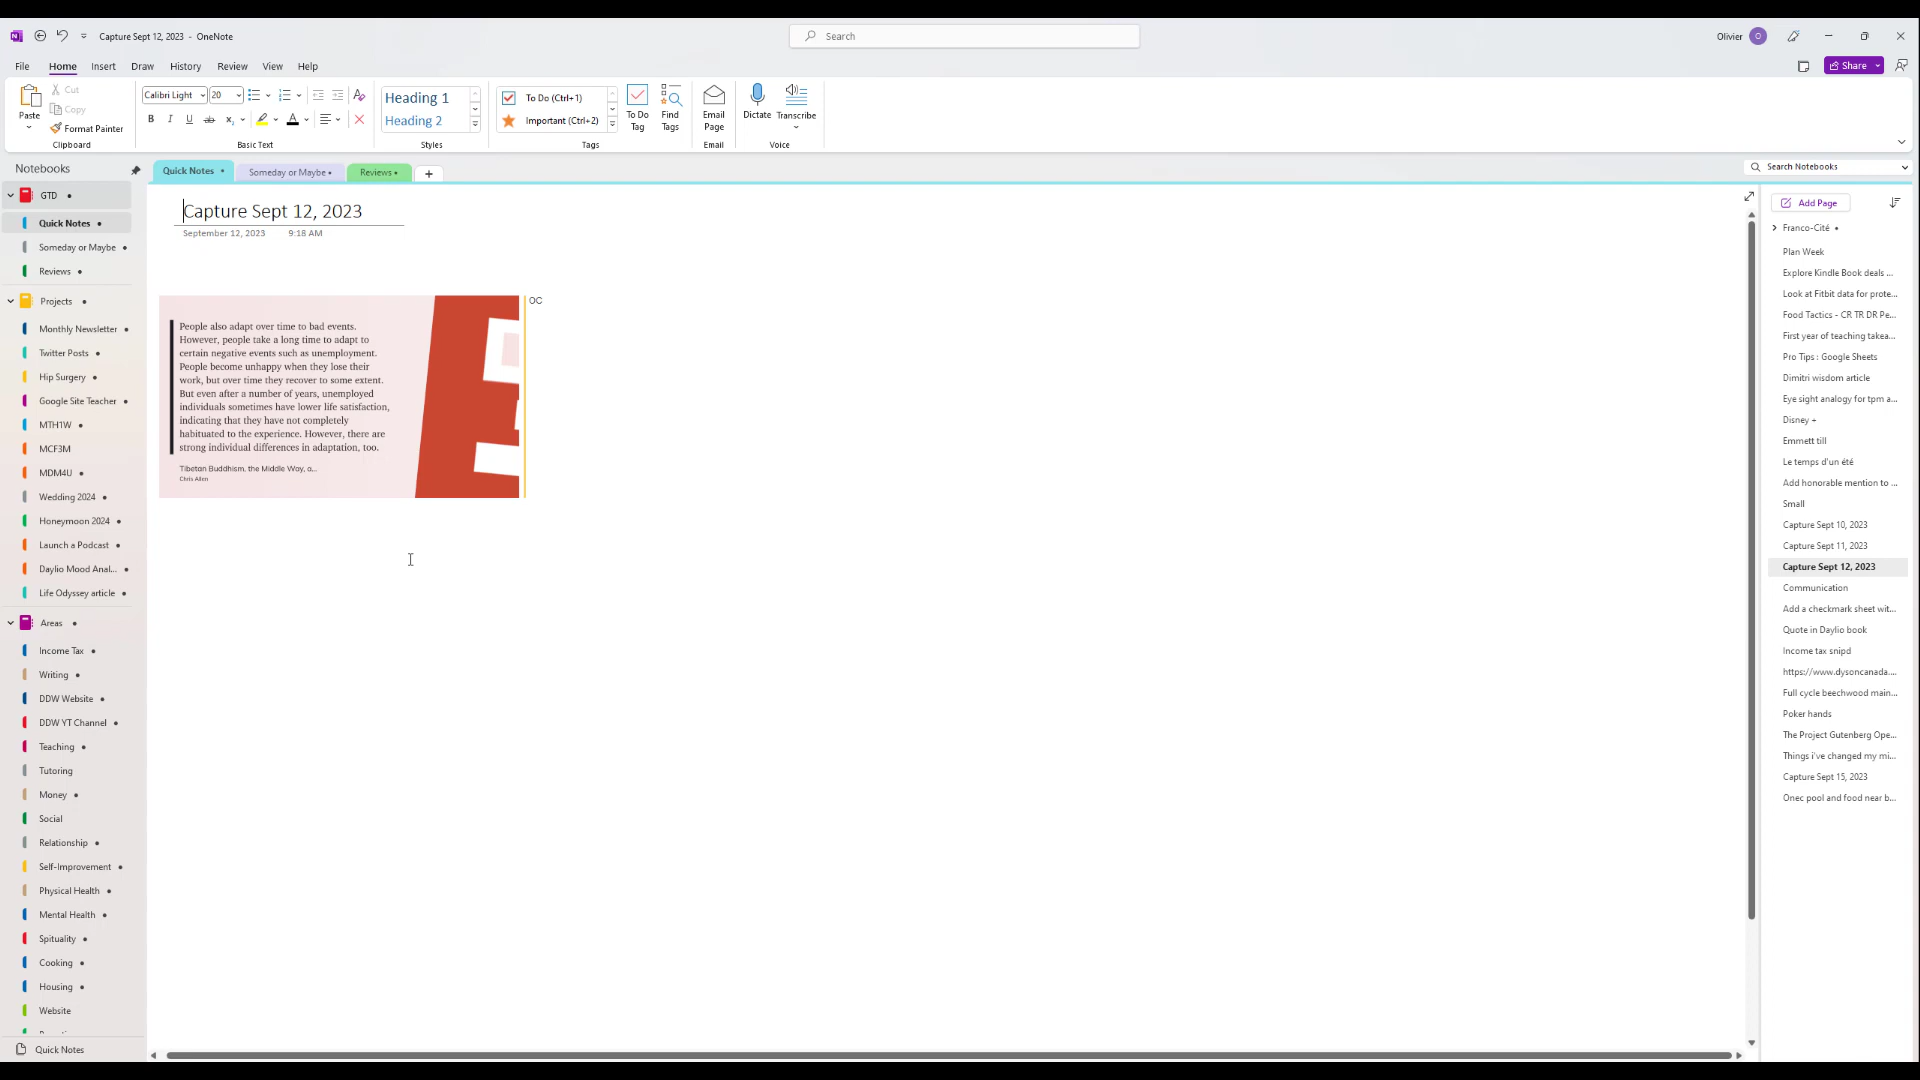 Capture Sept 12, 2023 - OneNote
Search
Olivier O
File Home Insert Draw History Review View Help
Share
Paste
Cut
Copy
Format Painter
Clipboard
Calibri Light 20
B I U ab x
Basic Text
Heading 1
Heading 2
Styles
To Do (Ctrl+1)
Important (Ctrl+2)
Tags
To Do Tag
Find Tags
Email Page
Email
Dictate
Transcribe
Voice
Notebooks
Quick Notes
Someday or Maybe
Reviews
+
Search Notebooks
GTD
Quick Notes
Someday or Maybe
Reviews
Projects
Monthly Newsletter
Twitter Posts
Hip Surgery
Google Site Teacher
MTH1W
MCF3M
MDM4U
Wedding 2024
Honeymoon 2024
Launch a Podcast
Daylio Mood Anal...
Life Odyssey article
Areas
Income Tax
Writing
DDW Website
DDW YT Channel
Teaching
Tutoring
Money
Social
Relationship
Self-Improvement
Physical Health
Mental Health
Spituality
Cooking
Housing
Website
Quick Notes
Capture Sept 12, 2023
September 12, 2023 9:18 AM
OC
People also adapt over time to bad events.
However, people take a long time to adapt to
certain negative events such as unemployment.
People become unhappy when they lose their
work, but over time they recover to some extent.
But even after a number of years, unemployed
individuals sometimes have lower life satisfaction,
indicating that they have not completely
habituated to the experience. However, there are
strong individual differences in adaptation, too.
Tibetan Buddhism, the Middle Way, a...
Chris Allen
Add Page
Franco-Cité
Plan Week
Explore Kindle Book deals ...
Look at Fitbit data for prote...
Food Tactics - CR TR DR Pe...
First year of teaching takea...
Pro Tips : Google Sheets
Dimitri wisdom article
Eye sight analogy for tpm a...
Disney +
Emmett till
Le temps d'un été
Add honorable mention to ...
Small
Capture Sept 10, 2023
Capture Sept 11, 2023
Capture Sept 12, 2023
Communication
Add a checkmark sheet wit...
Quote in Daylio book
Income tax snipd
https://www.dysoncanada....
Full cycle beechwood main...
Poker hands
The Project Gutenberg Ope...
Things i've changed my mi...
Capture Sept 15, 2023
Onec pool and food near b...